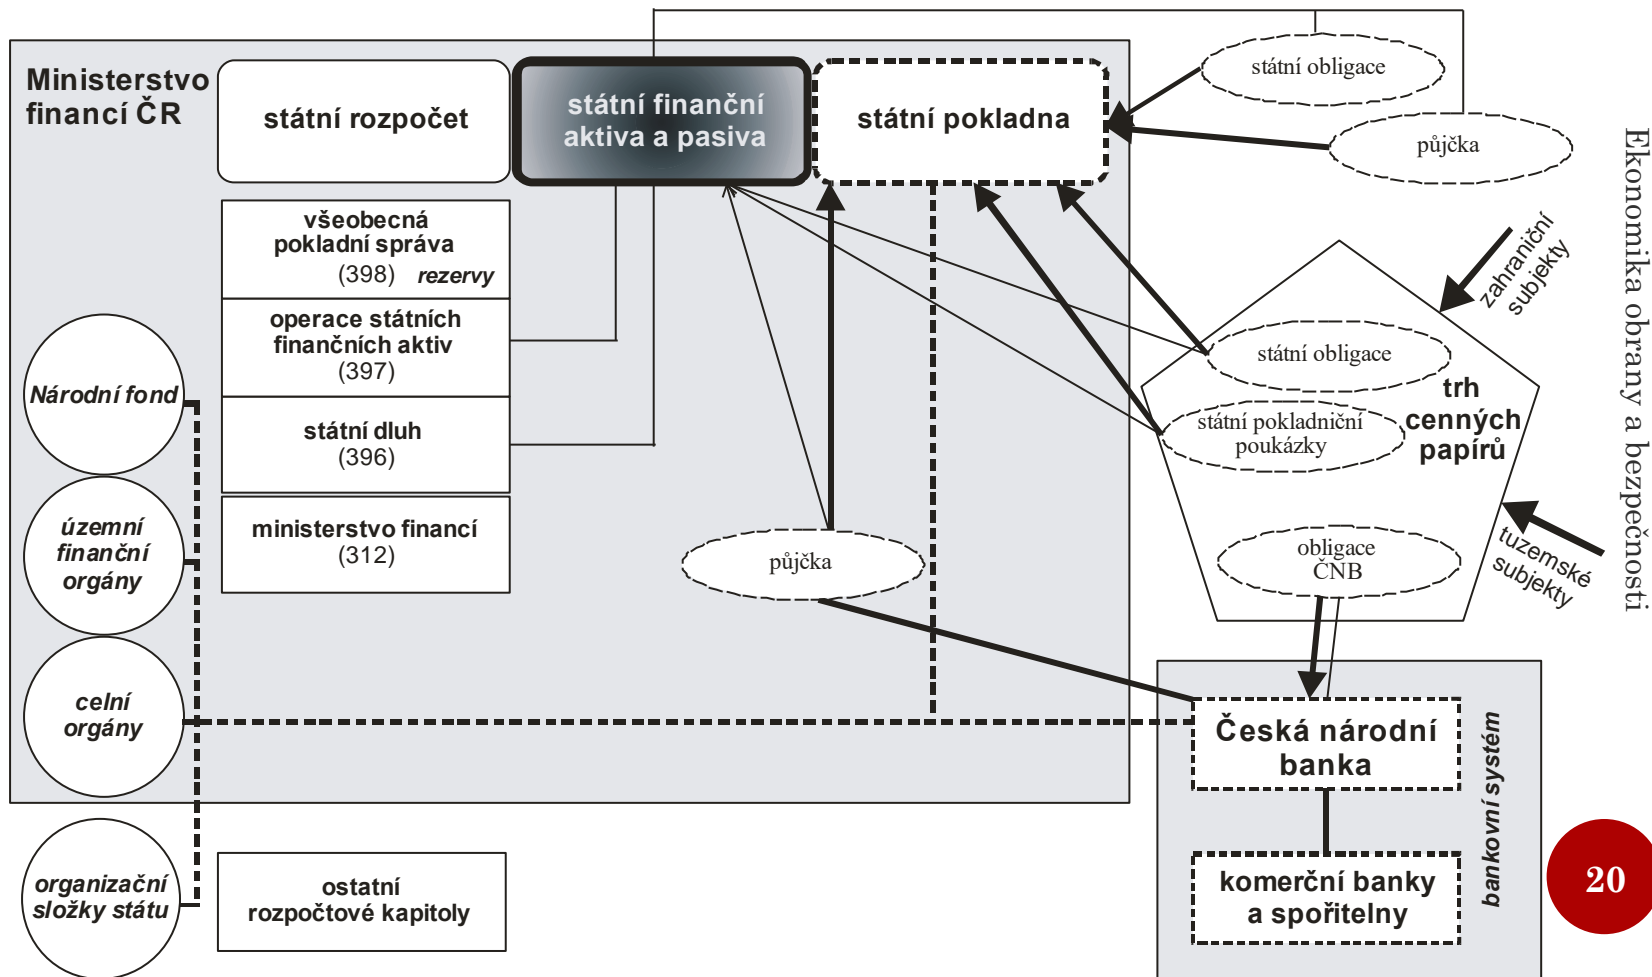 Ministerstvo
financí ČR
státní rozpočet
státní finanční
aktiva a pasiva
státní pokladna
státní obligace
půjčka
všeobecná
pokladní správa
(398) rezervy
operace státních
finančních aktiv
(397)
státní dluh
(396)
ministerstvo financí
(312)
Národní fond
územní
finanční
orgány
celní
orgány
organizační
složky státu
ostatní
rozpočtové kapitoly
půjčka
zahraniční
subjekty
státní obligace
trh
cenných
papírů
státní pokladniční
poukázky
obligace
ČNB
tuzemské
subjekty
Česká národní
banka
komerční banky
a spořitelny
bankovní systém
Ekonomika obrany a bezpečnosti
20